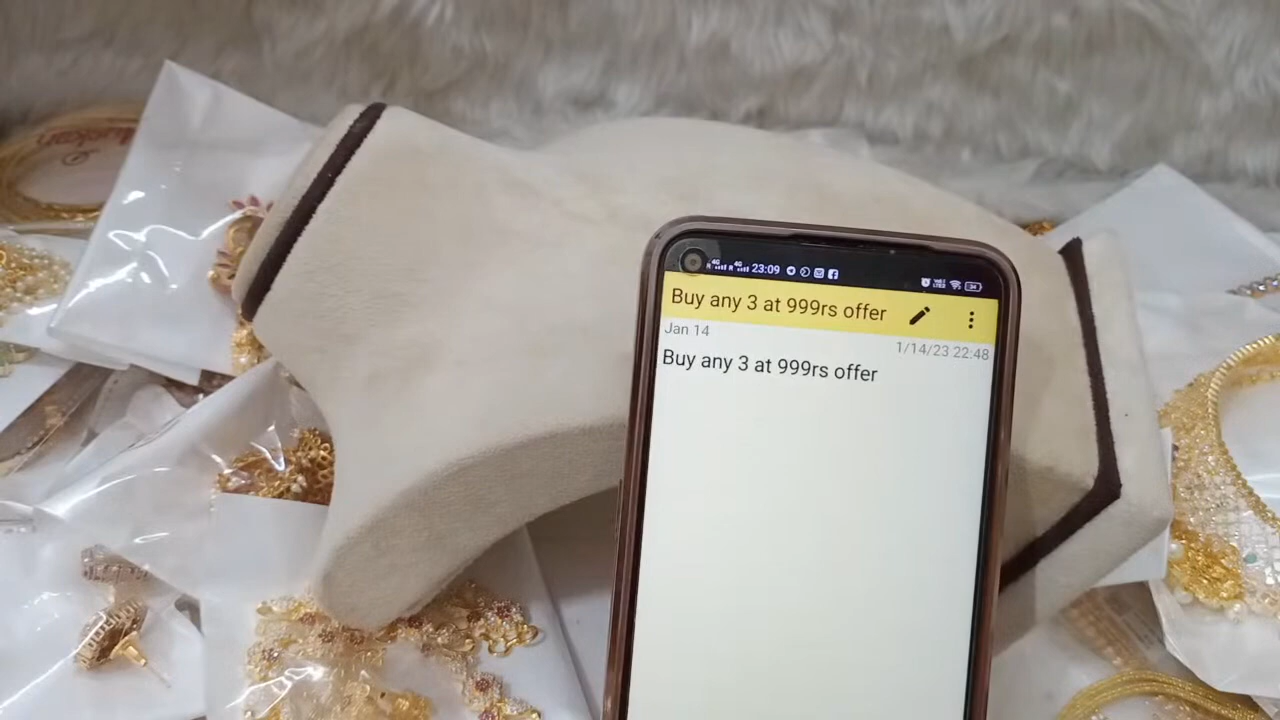 23:09
Buy any 3 at 999rs offer
Jan 14
1/14/23 22:48
Buy any 3 at 999rs offer